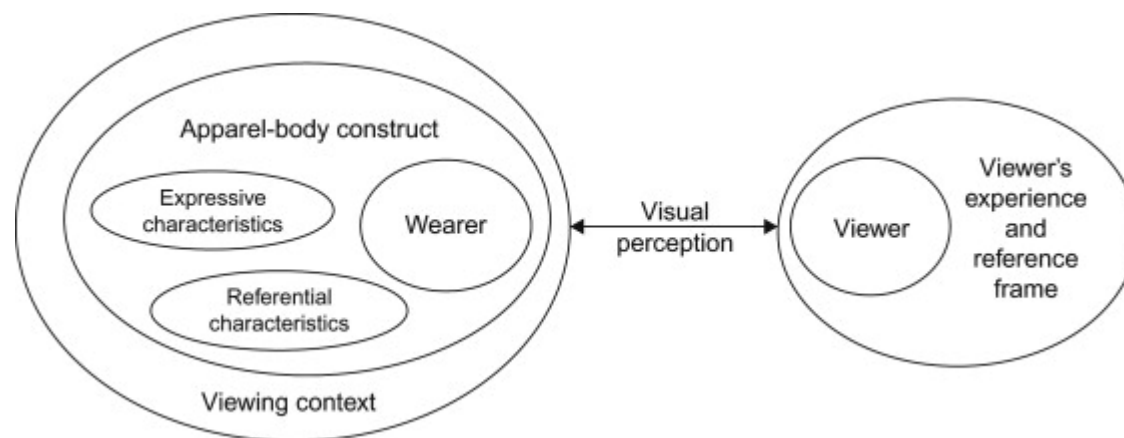 Apparel-body construct
Expressive
characteristics
Wearer
Referential
characteristics
Viewing context
Visual
perception
Viewer
Viewer's
experience
and
reference
frame